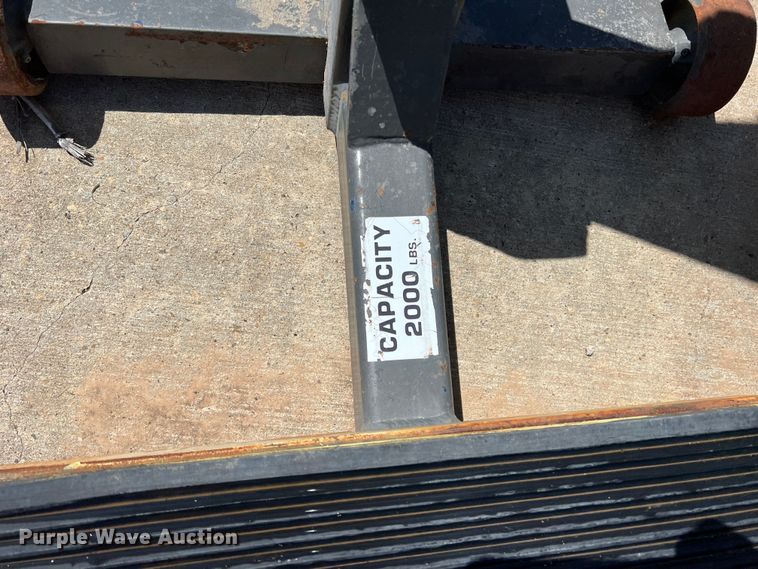 CAPACITY
2000 LBS.
Purple Wave Auction